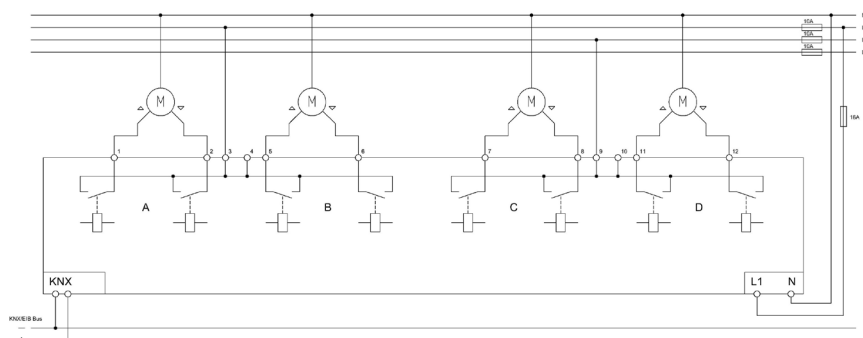 10A
10A
10A
16A
M M M M
1 2 3 4 5 6 7 8 9 10 11 12
A B C D
KNX L1 N
KNX/EIB Bus